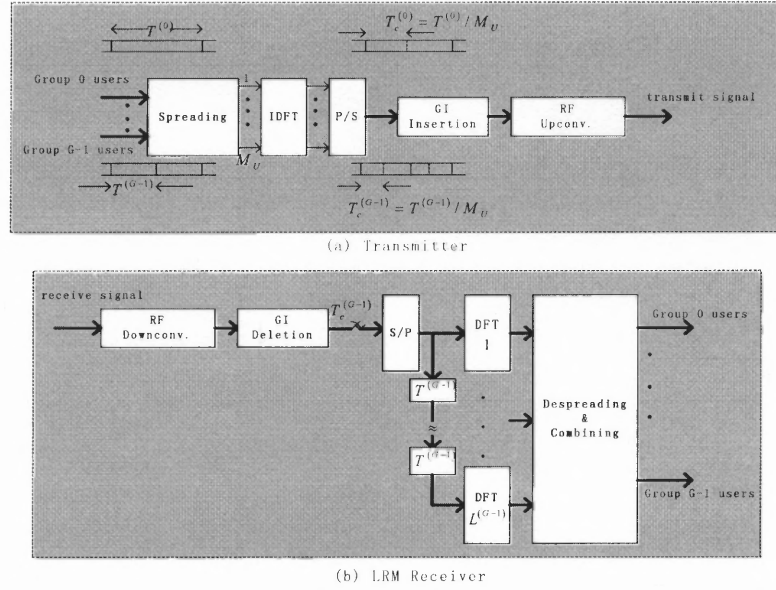 T^(0)
T_c^(0) = T^(0) / M_U
Group 0 users
Spreading
1
IDFT
P/S
GI
Insertion
RF
Upconv.
transmit signal
Group G-1 users
M_U
T^(G-1)
T_c^(G-1) = T^(G-1) / M_U
(a) Transmitter
receive signal
RF
Downconv.
GI
Deletion
T_c^(G-1)
S/P
DFT
1
Group 0 users
T^(G-1)
≈
T^(G-1)
Despreading
&
Combining
DFT
L^(G-1)
Group G-1 users
(b) LRM Receiver